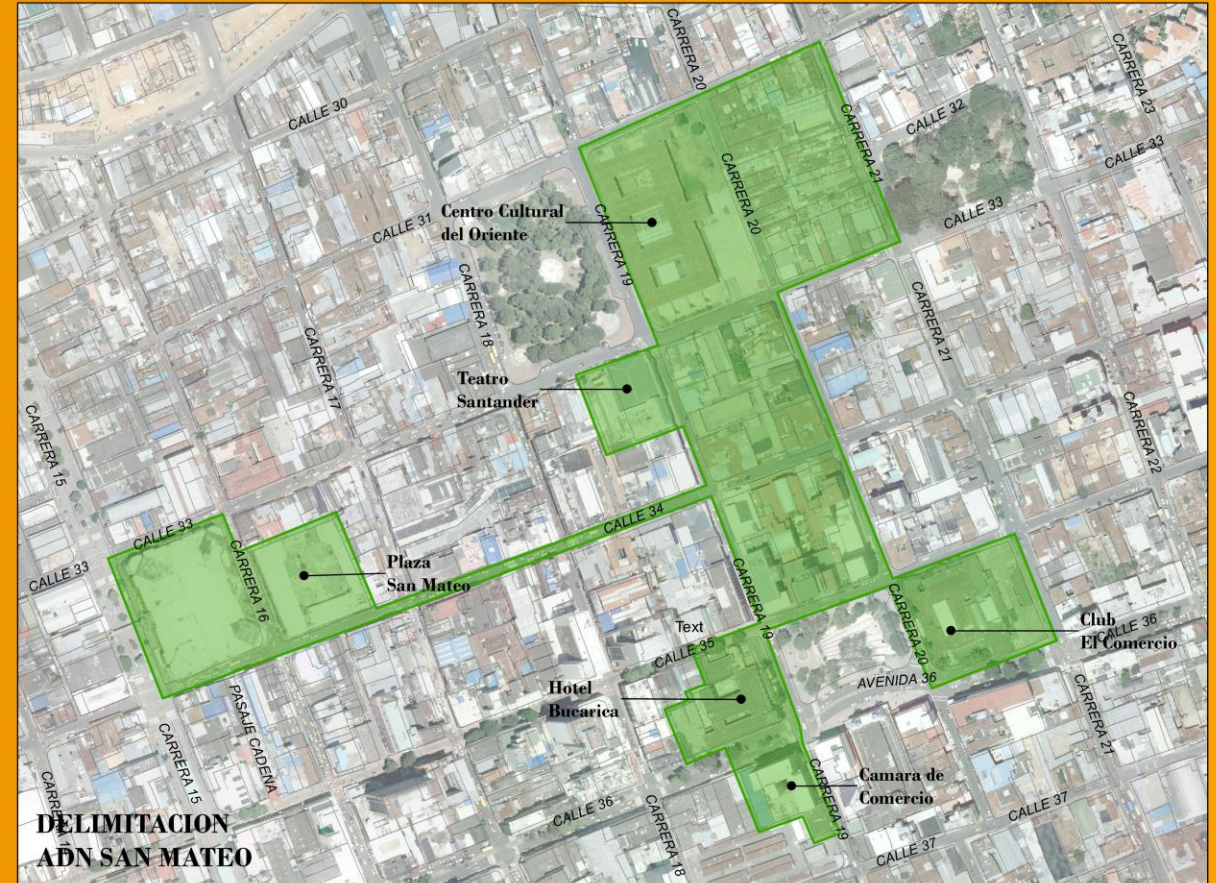 CARRERA 20
CARRERA 23
CALLE 30
CALLE 32
CARRERA 21
CALLE 33
CARRERA 20
Centro Cultural
del Oriente
CALLE 31
CARRERA 19
CALLE 33
CARRERA 18
CARRERA 21
CARRERA 17
Teatro
Santander
CARRERA 15
CARRERA 22
CALLE 33
CALLE 34
CALLE 33
CARRERA 16
Plaza
San Mateo
CARRERA 19
Text
CALLE 35
CARRERA 20
Club
El Comercio
CALLE 36
AVENIDA 36
Hotel
Bucarica
PASAJE CADENA
CARRERA 21
CARRERA 15
Camara de
Comercio
CARRERA 19
CALLE 36
CARRERA 18
CALLE 37
CALLE 37
DELIMITACION
ADN SAN MATEO